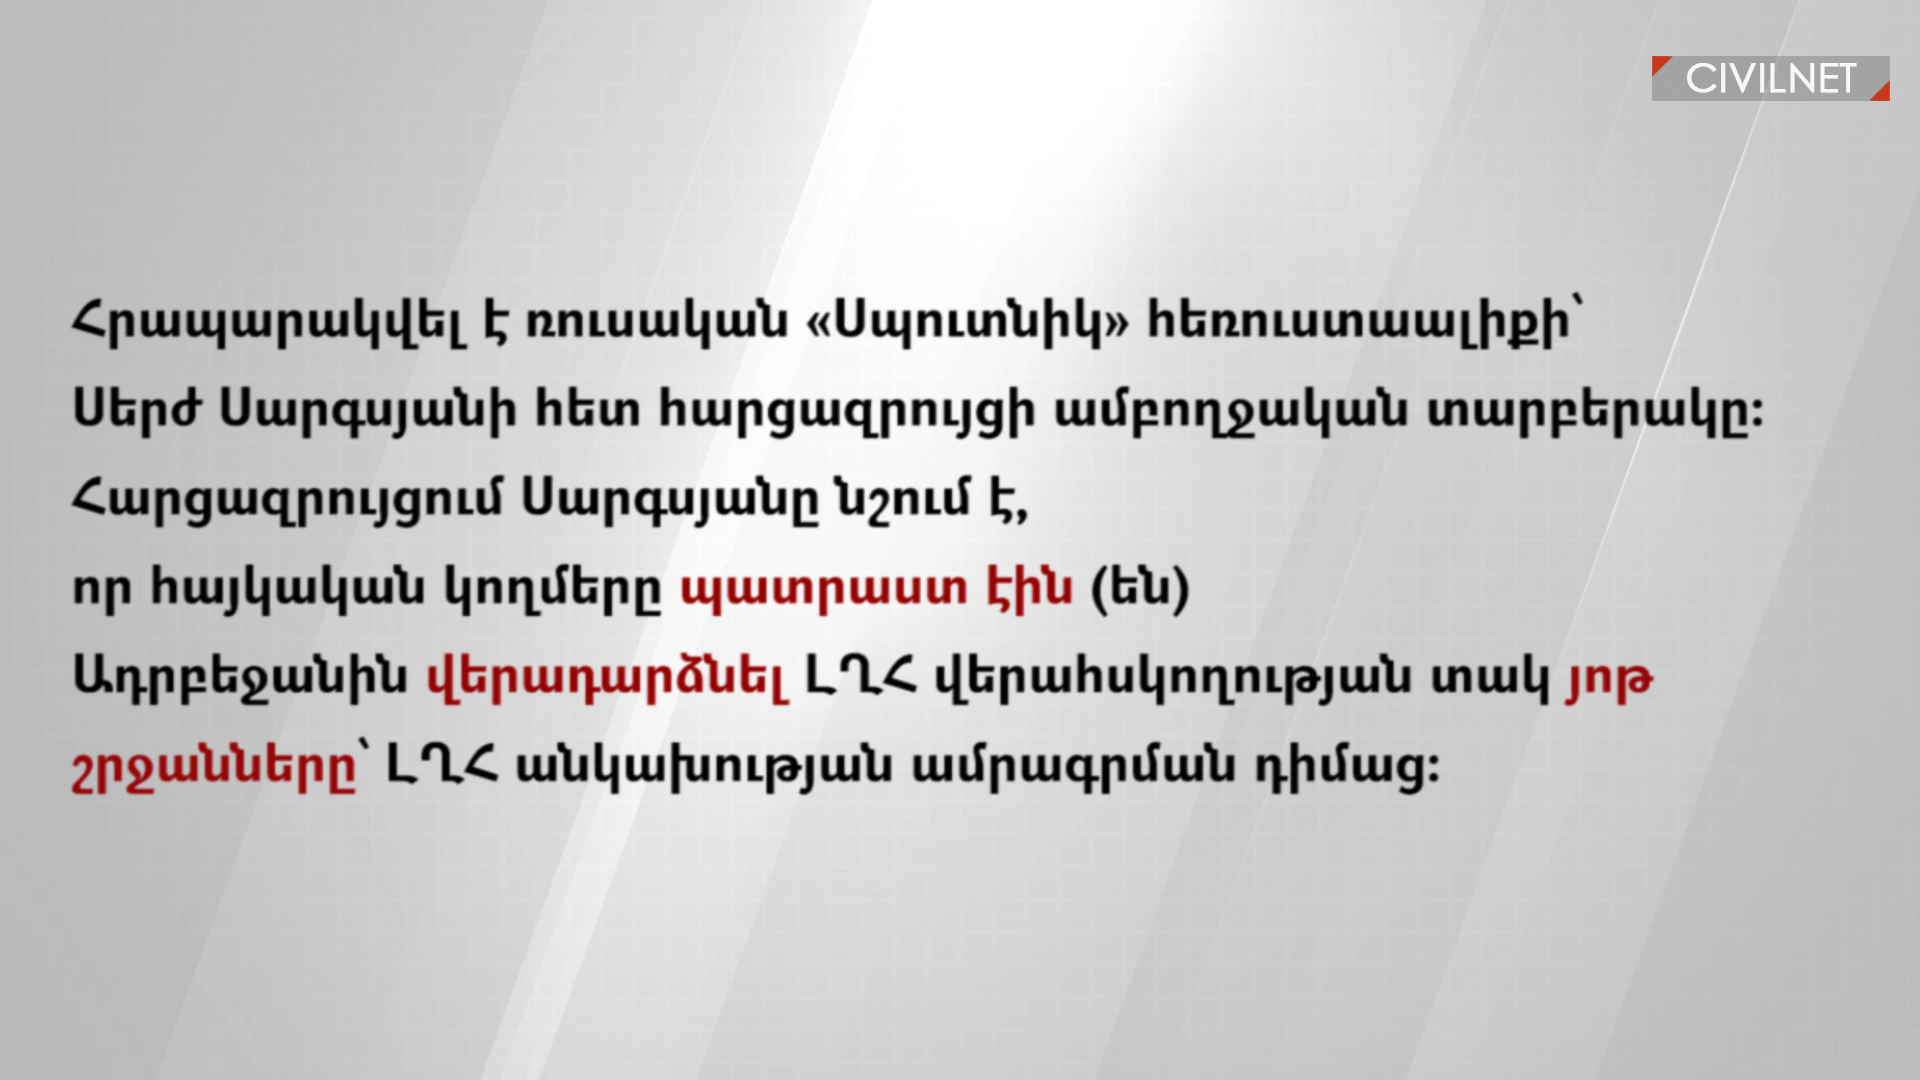 CIVILNET
Հրապարակվել է ռուսական «Սպուտնիկ» հեռուստաալիքի՝
Սերժ Սարգսյանի հետ հարցազրույցի ամբողջական տարբերակը։
Հարցազրույցում Սարգսյանը նշում է,
որ հայկական կողմերը պատրաստ էին (են)
Ադրբեջանին վերադարձնել ԼՂՀ վերահսկողության տակ յոթ
շրջանները՝ ԼՂՀ անկախության ամրագրման դիմաց։